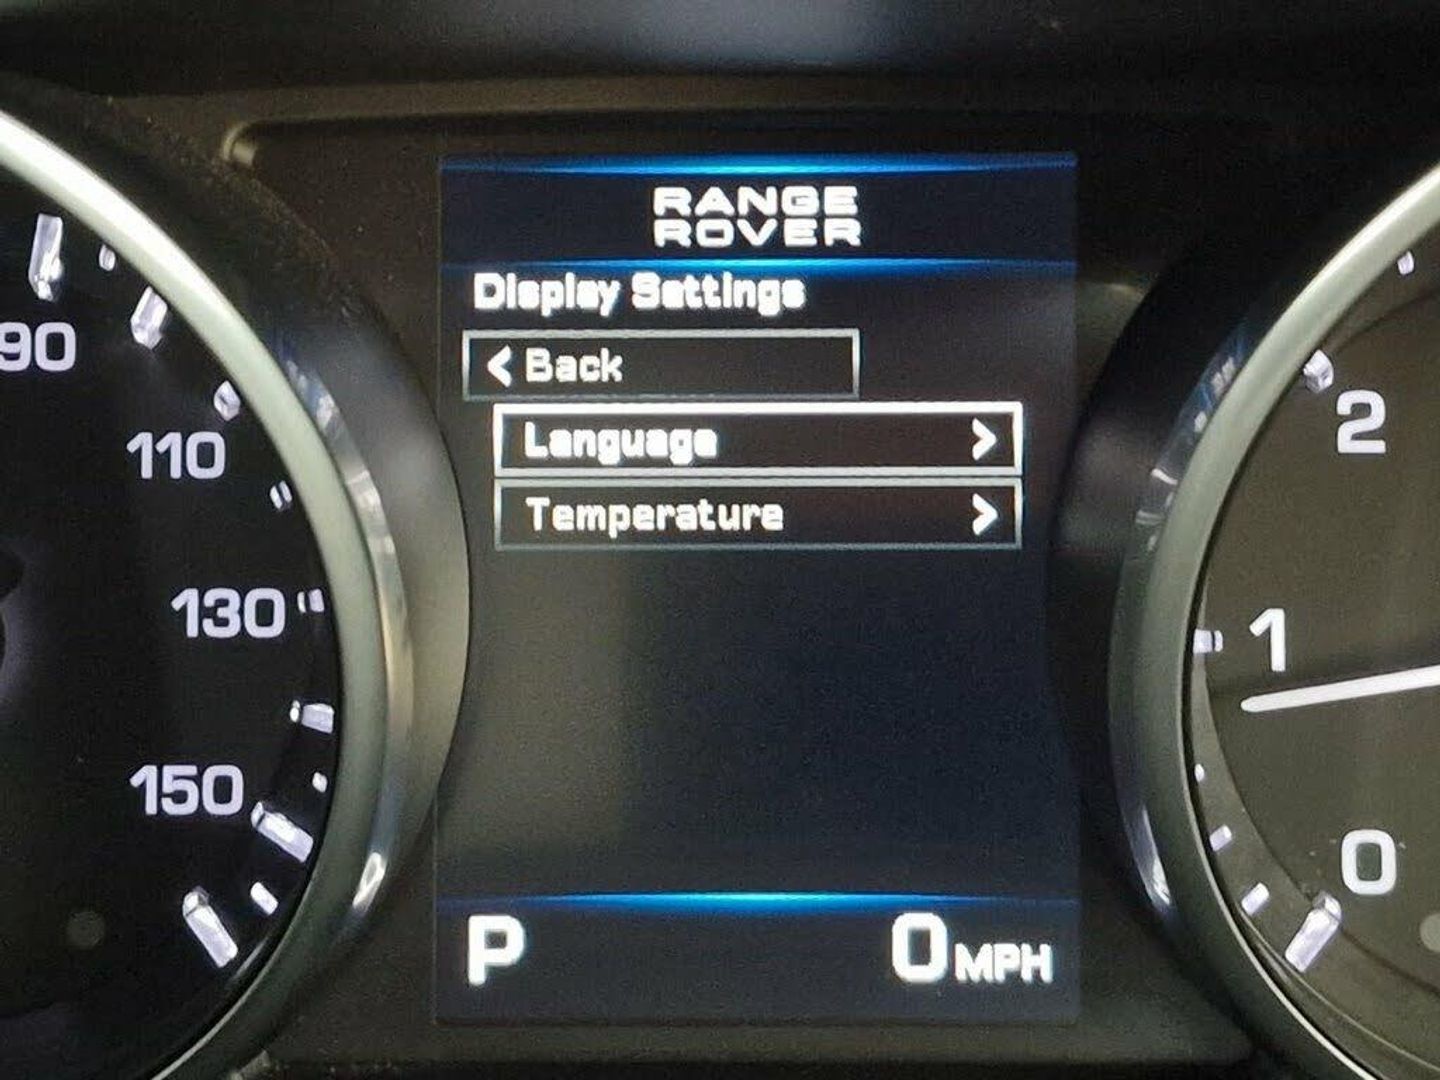 RANGE
ROVER
Display Settings
< Back
Language >
Temperature >
P
0 MPH
90
110
130
150
2
1
0